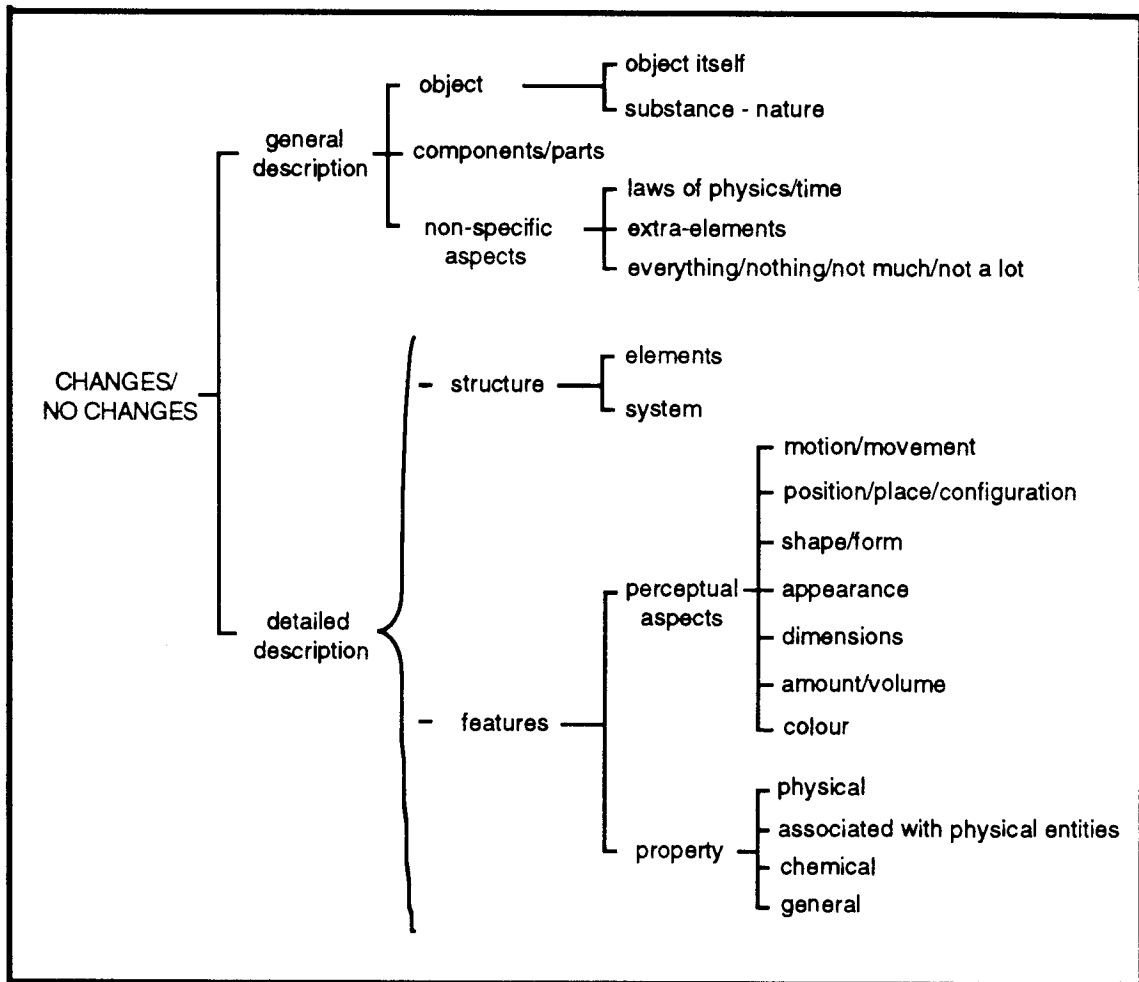 object
object itself
substance - nature
general
description
components/parts
non-specific
aspects
laws of physics/time
extra-elements
everything/nothing/not much/not a lot
CHANGES/
NO CHANGES
structure
elements
system
detailed
description
features
perceptual
aspects
motion/movement
position/place/configuration
shape/form
appearance
dimensions
amount/volume
colour
property
physical
associated with physical entities
chemical
general